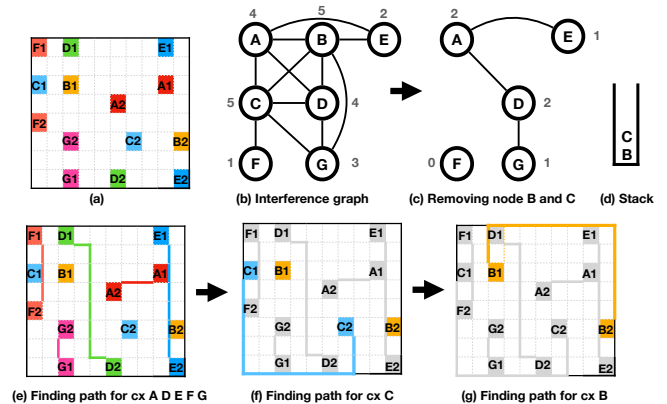 F1 D1 E1
C1 B1 A1
A2
F2
G2 C2 B2
G1 D2 E2
(a)
4 5 2
A B E
5 C D 4
1 F G 3
(b) Interference graph
2
A E 1
D 2
0 F G 1
(c) Removing node B and C
C
B
(d) Stack
F1 D1 E1
C1 B1 A1
A2
F2
G2 C2 B2
G1 D2 E2
(e) Finding path for cx A D E F G
F1 D1 E1
C1 B1 A1
A2
F2
G2 C2 B2
G1 D2 E2
(f) Finding path for cx C
F1 D1 E1
C1 B1 A1
A2
F2
G2 C2 B2
G1 D2 E2
(g) Finding path for cx B